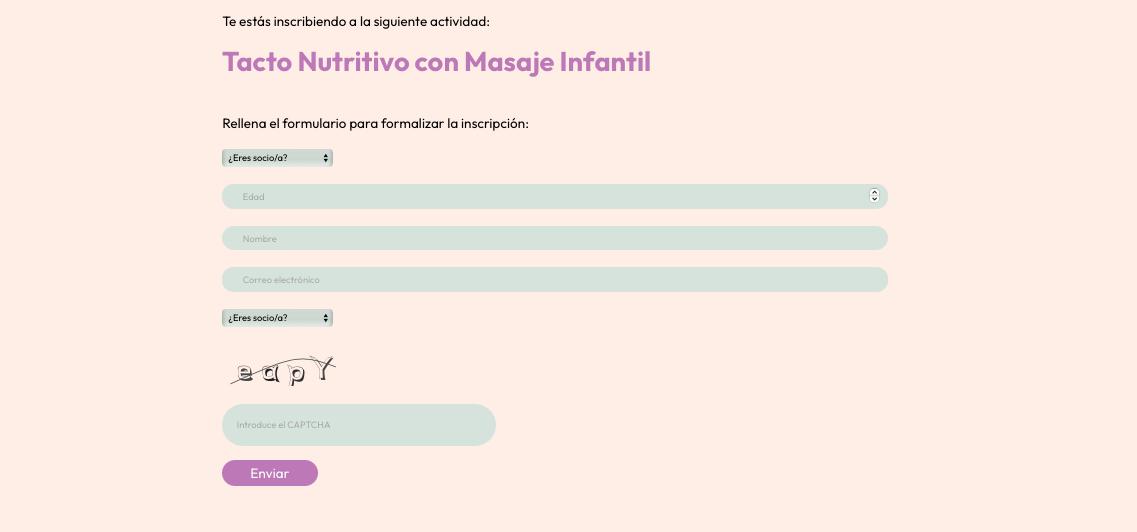 Te estás inscribiendo a la siguiente actividad:
Tacto Nutritivo con Masaje Infantil
Rellena el formulario para formalizar la inscripción:
¿Eres socio/a?
Edad
Nombre
Correo electrónico
¿Eres socio/a?
eapY
Introduce el CAPTCHA
Enviar